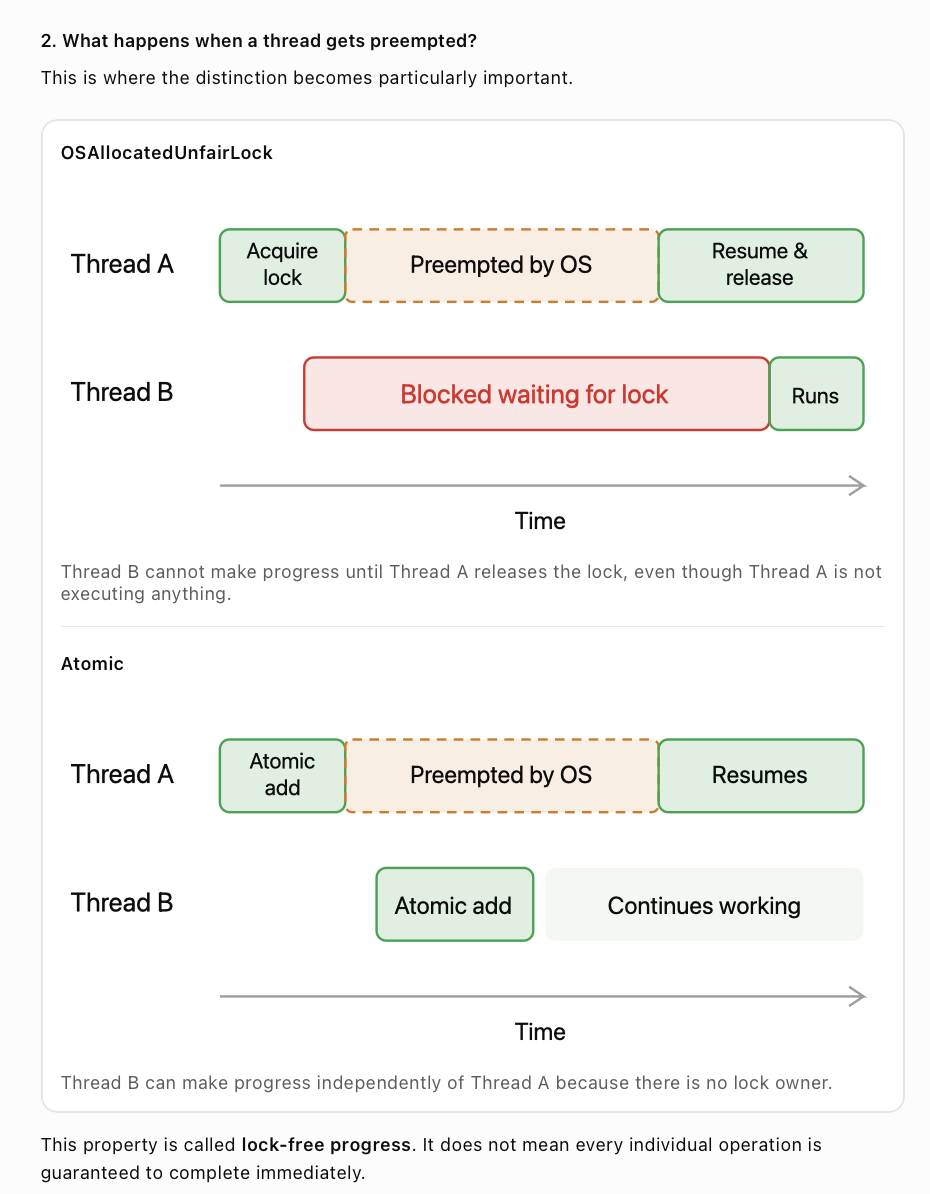 2. What happens when a thread gets preempted?
This is where the distinction becomes particularly important.
OSAllocatedUnfairLock
Thread A
Acquire
lock
Preempted by OS
Resume &
release
Thread B
Blocked waiting for lock
Runs
Time
Thread B cannot make progress until Thread A releases the lock, even though Thread A is not
executing anything.
Atomic
Thread A
Atomic
add
Preempted by OS
Resumes
Thread B
Atomic add
Continues working
Time
Thread B can make progress independently of Thread A because there is no lock owner.
This property is called lock-free progress. It does not mean every individual operation is
guaranteed to complete immediately.